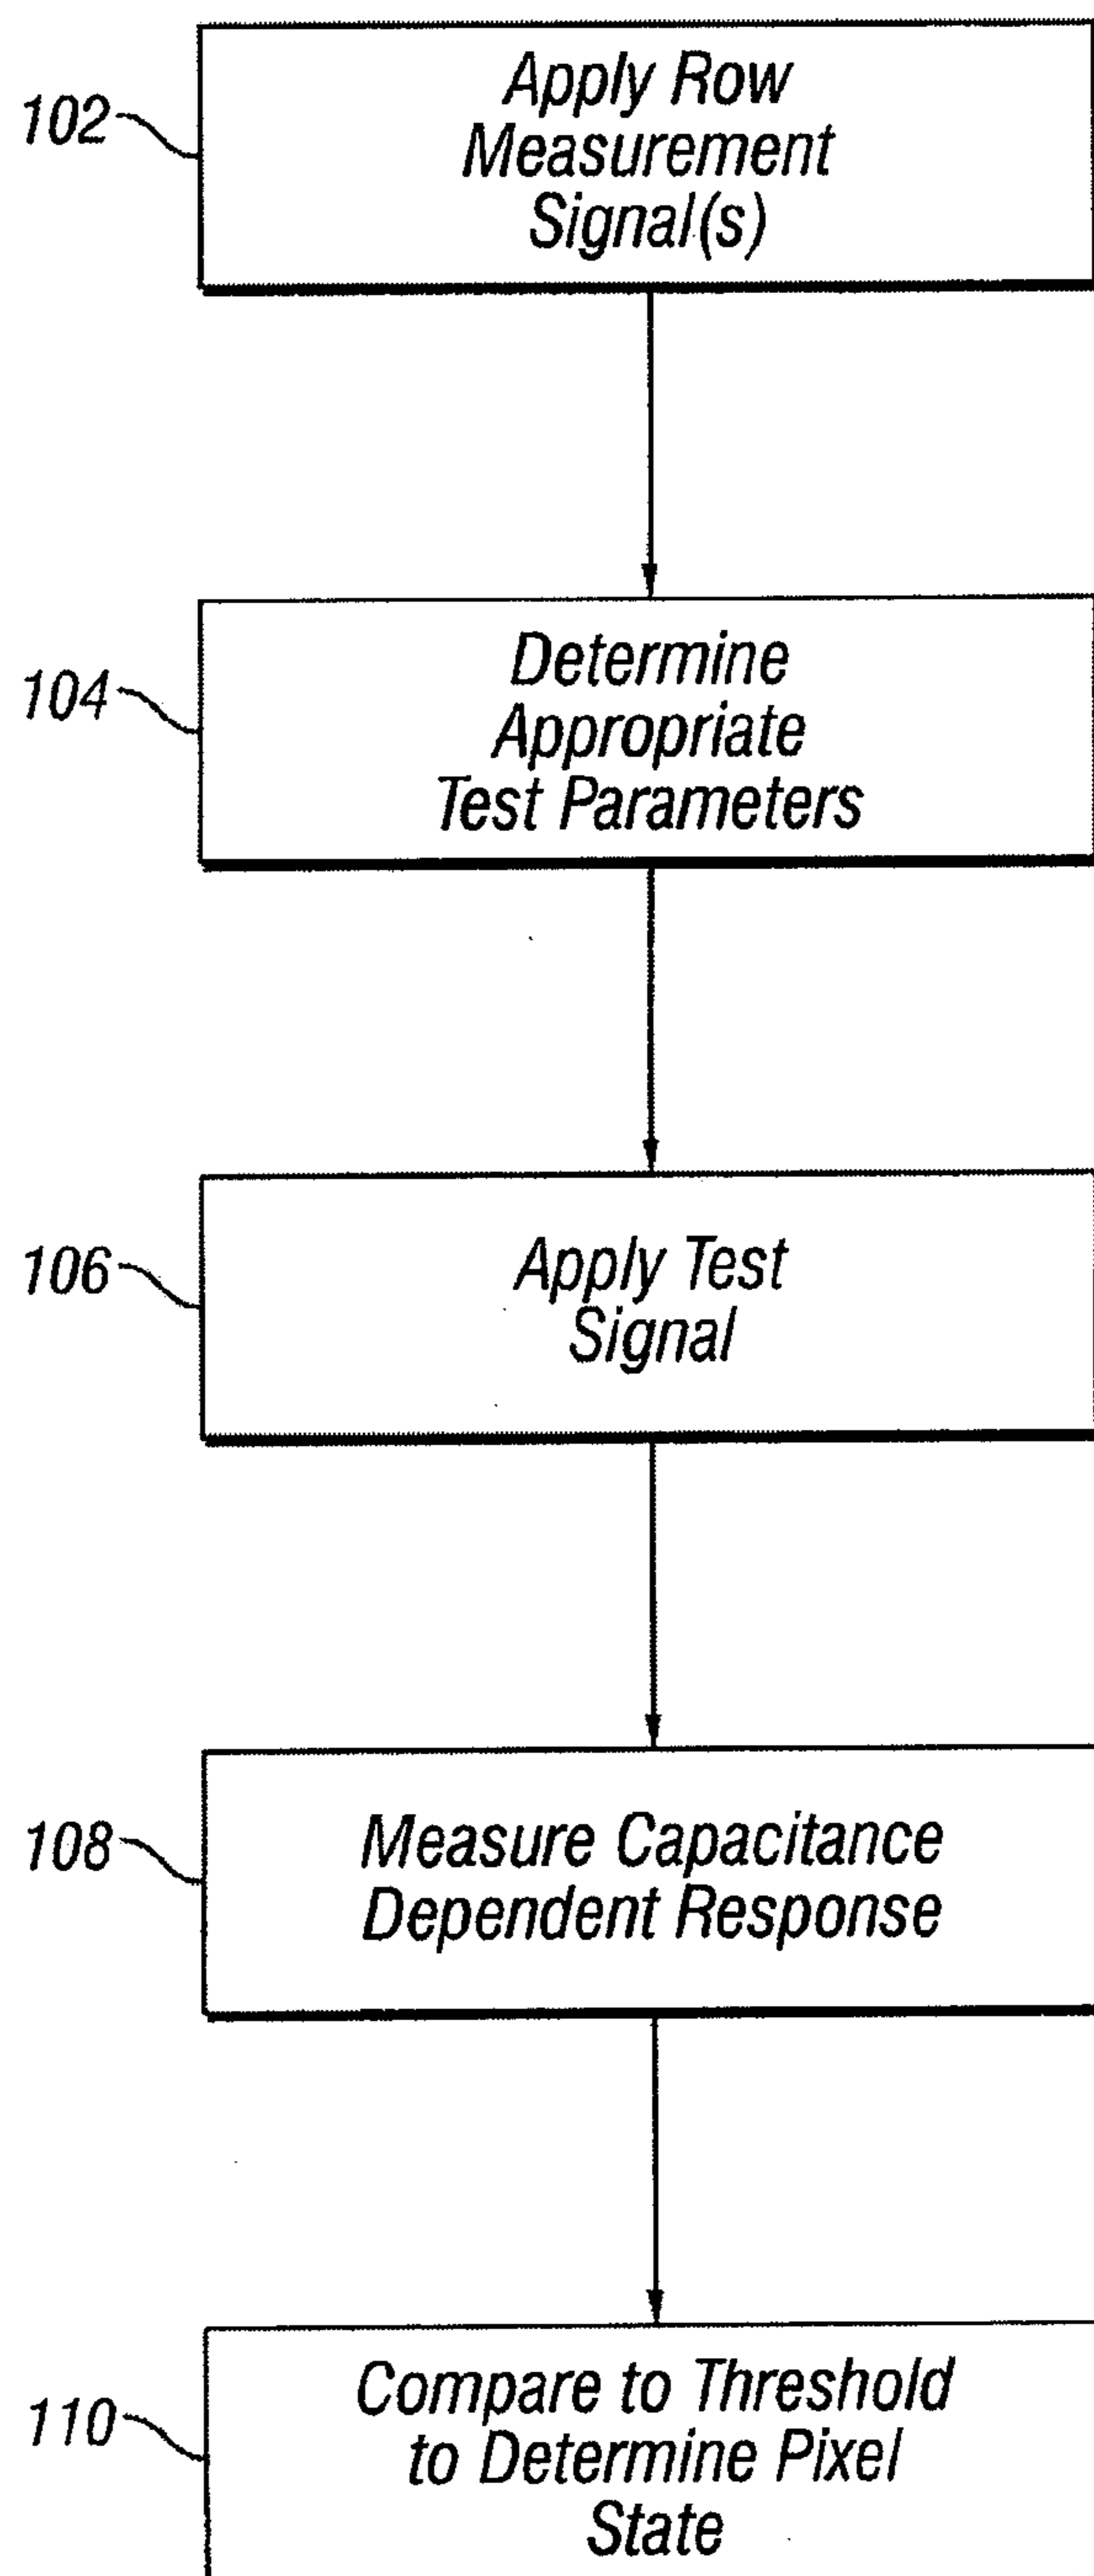 102
Apply Row
Measurement
Signal(s)
104
Determine
Appropriate
Test Parameters
106
Apply Test
Signal
108
Measure Capacitance
Dependent Response
110
Compare to Threshold
to Determine Pixel
State